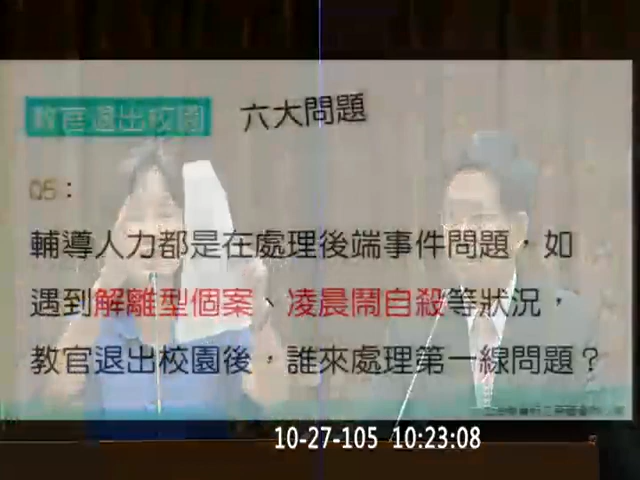 教官退出校園 六大問題
Q5：
輔導人力都是在處理後端事件問題，如
遇到解離型個案、凌晨鬧自殺等狀況，
教官退出校園後，誰來處理第一線問題？
10-27-105 10:23:08